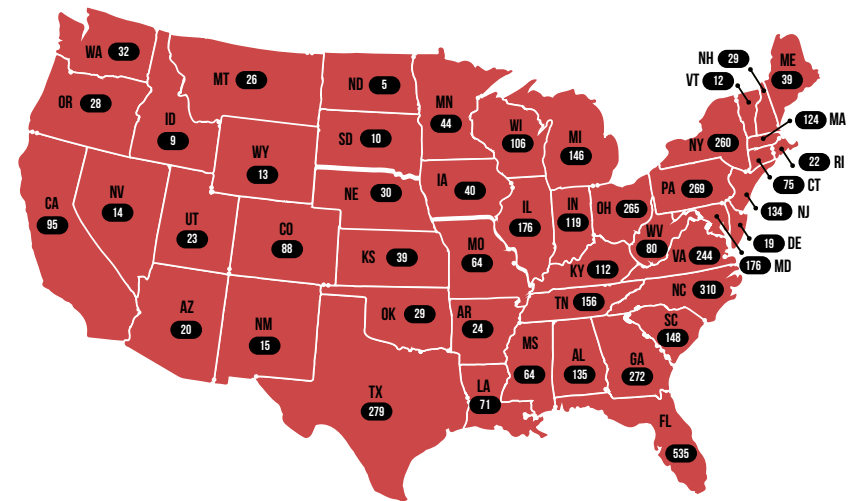 WA 32
OR 28
ID
9
MT 26
WY
13
ND 5
SD 10
NE 30
KS 39
OK 29
TX
279
MN
44
IA
40
MO
64
AR
24
LA
71
WI
106
MI
146
IL
176
IN
119
OH 265
KY 112
TN 156
MS
64
AL
135
GA
272
FL
535
SC
148
NC 310
VA 244
WV
80
PA 269
NY 260
VT 12
NH 29
ME
39
124 MA
22 RI
75 CT
134 NJ
19 DE
176 MD
CA
95
NV
14
UT
23
CO
88
AZ
20
NM
15